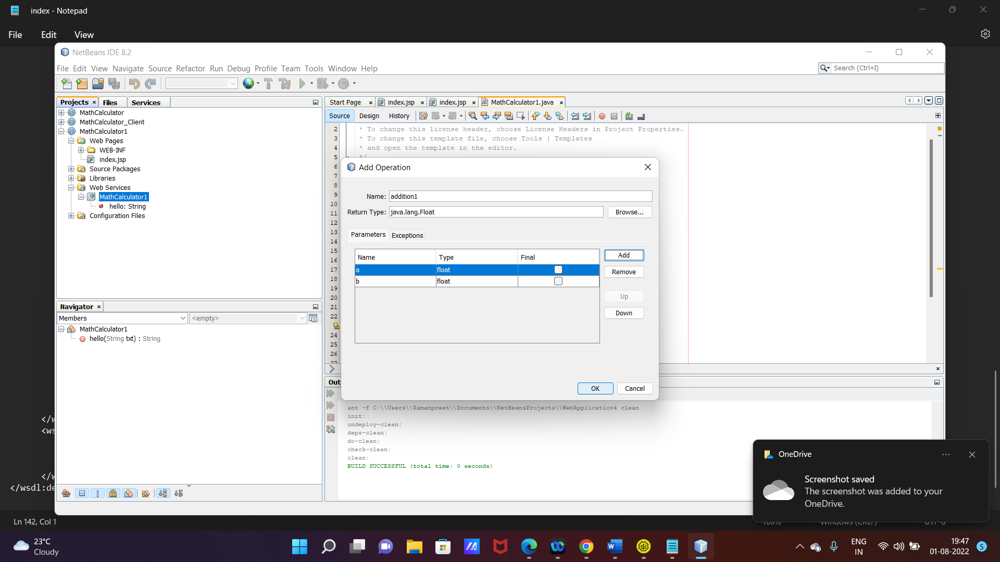 index - Notepad
File Edit View
NetBeans IDE 8.2
File Edit View Navigate Source Refactor Run Debug Profile Team Tools Window Help
Search (Ctrl+I)
Projects Files Services
MathCalculator
MathCalculator_Client
MathCalculator1
Web Pages
WEB-INF
index.jsp
Source Packages
Libraries
Web Services
MathCalculator1
hello: String
Configuration Files
Start Page index.jsp index.jsp MathCalculator1.java
Source Design History
2 * To change this license header, choose License Headers in Project Properties.
3 * To change this template file, choose Tools | Templates
4 * and open the template in the editor.
5 */
6
7
8
9
10
11
12
13
14
15
16
17
18
19
20
21
22
24
25
26
27
Add Operation
Name: addition1
Return Type: java.lang.Float Browse...
Parameters Exceptions
Name Type Final
a float
b float
Add
Remove
Up
Down
OK Cancel
Navigator
Members <empty>
MathCalculator1
hello(String txt) : String
Out
ant -f C:\\Users\\Ramanpreet\\Documents\\NetBeansProjects\\WebApplication4 clean
init:
undeploy-clean:
deps-clean:
do-clean:
check-clean:
clean:
BUILD SUCCESSFUL (total time: 0 seconds)
</w
<ws
</w
</wsdl:de
OneDrive
Screenshot saved
The screenshot was added to your
OneDrive.
Ln 142, Col 1 100% Windows (CRLF) UTF-8
23°C
Cloudy
ENG
IN
19:47
01-08-2022
5